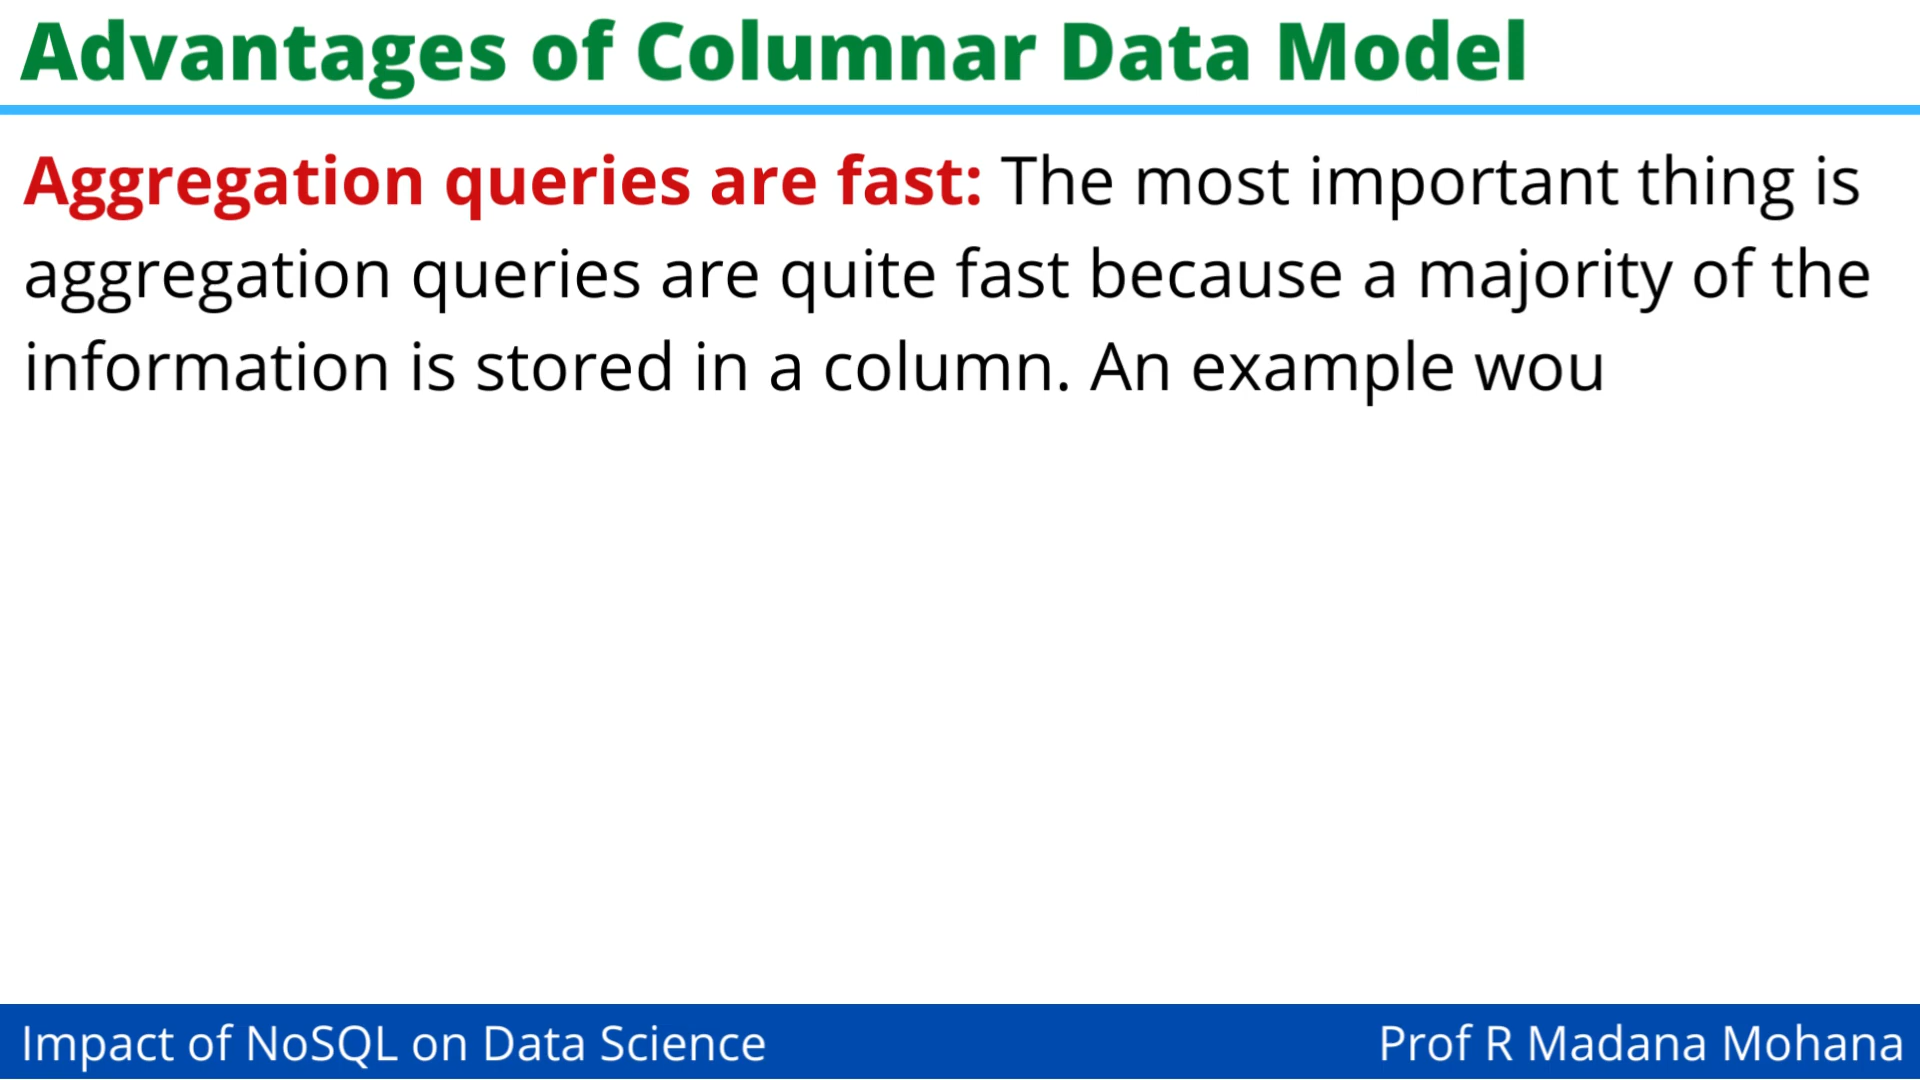 Advantages of Columnar Data Model
Aggregation queries are fast: The most important thing is
aggregation queries are quite fast because a majority of the
information is stored in a column. An example wou
Impact of NoSQL on Data Science
Prof R Madana Mohana